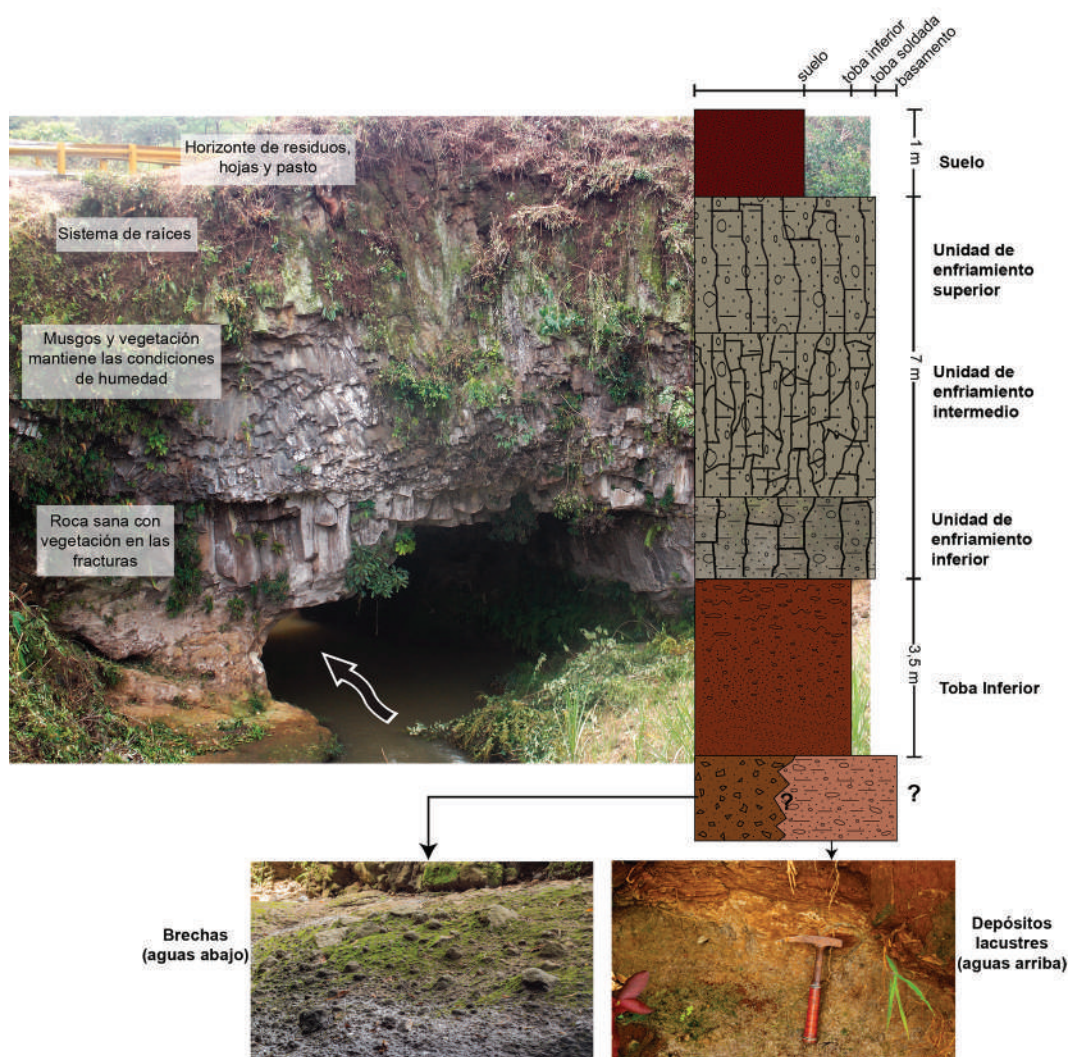 suelo
toba inferior
toba soldada
basamento
Horizonte de residuos,
hojas y pasto
Sistema de raíces
Musgos y vegetación
mantiene las condiciones
de humedad
Roca sana con
vegetación en las
fracturas
1 m
Suelo
Unidad de
enfriamiento
superior
7 m
Unidad de
enfriamiento
intermedio
Unidad de
enfriamiento
inferior
3,5 m
Toba Inferior
?
?
Brechas
(aguas abajo)
Depósitos
lacustres
(aguas arriba)